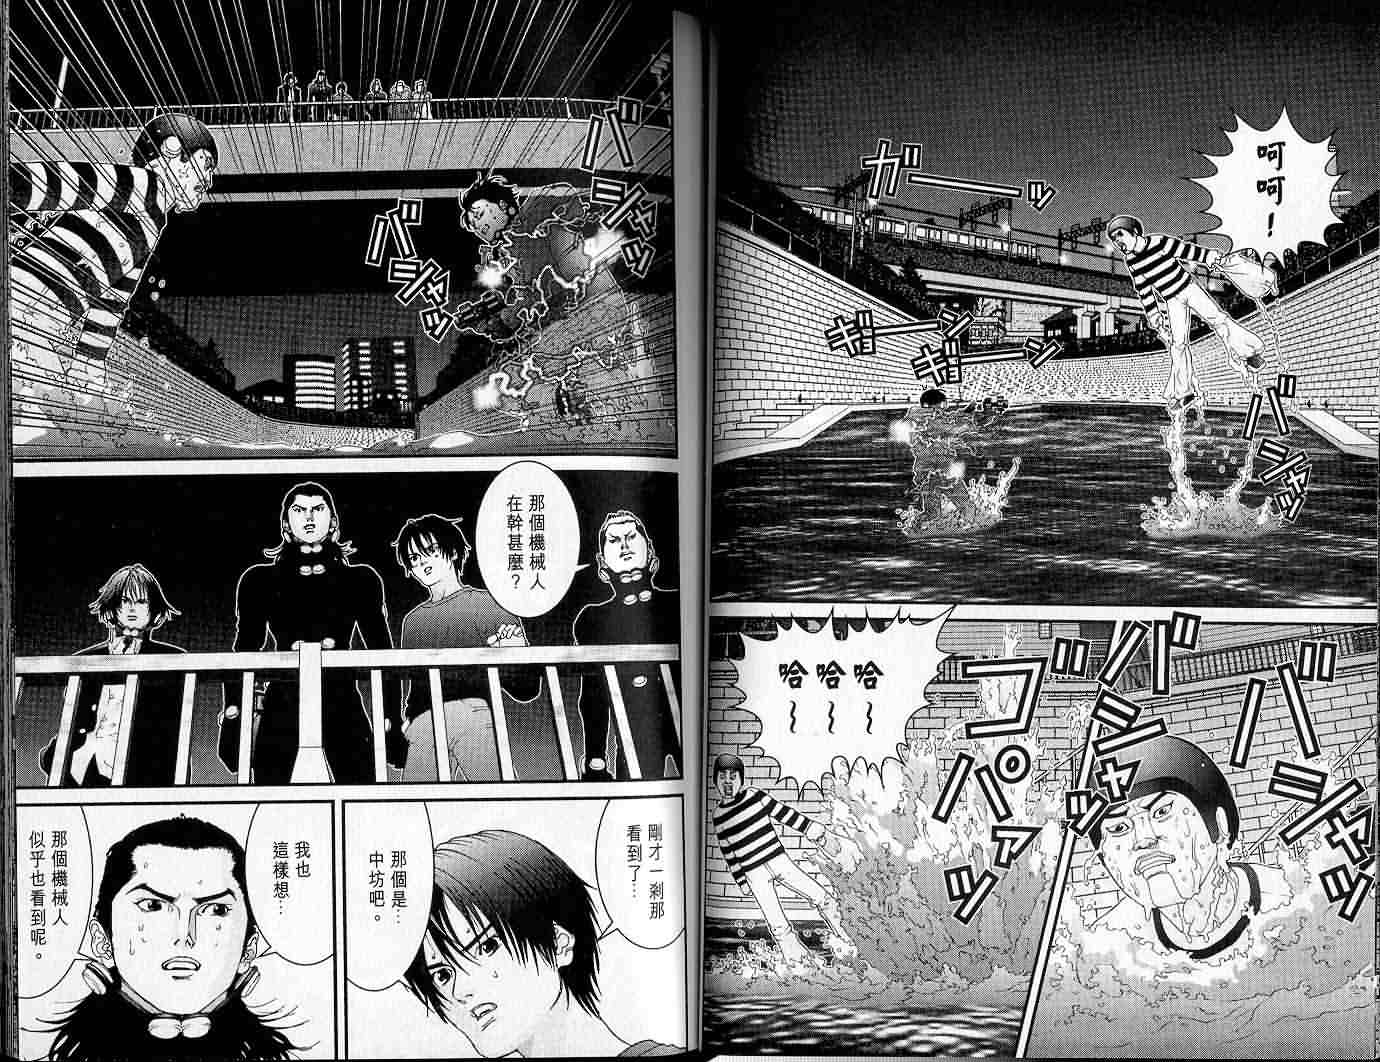 呵
呵！
ガーーッ
ギーーン
ギーーン
バシャッ
哈哈哈
～～～
ゴパァッ
バシャッ
バシャッ
バシャッ
バシャッ
那個機械人
在幹甚麼？
剛才一剎那
看到了…
那個是…
中坊吧。
我也
這樣想…
那個機械人
似乎也看到呢。